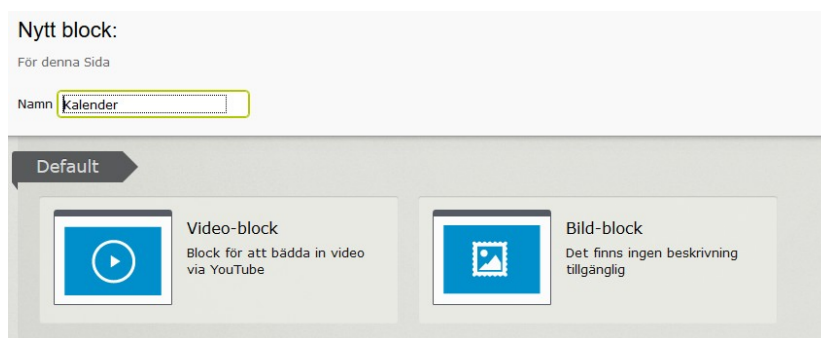 Nytt block:
För denna Sida
Namn Kalender
Default
Video-block
Block för att bädda in video
via YouTube
Bild-block
Det finns ingen beskrivning
tillgänglig